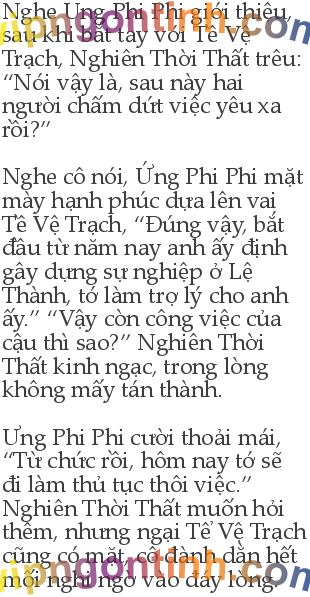 Nghe Ưng Phi Phi giới thiệu,
sau khi bắt tay với Tề Vệ
Trạch, Nghiên Thời Thất trêu:
“Nói vậy là, sau này hai
người chấm dứt việc yêu xa
rồi?”
Nghe cô nói, Ứng Phi Phi mặt
mày hạnh phúc dựa lên vai
Tề Vệ Trạch, “Đúng vậy, bắt
đầu từ năm nay anh ấy định
gây dựng sự nghiệp ở Lệ
Thành, tớ làm trợ lý cho anh
ấy.” “Vậy còn công việc của
cậu thì sao?” Nghiên Thời
Thất kinh ngạc, trong lòng
không mấy tán thành.
Ưng Phi Phi cười thoải mái,
“Từ chức rồi, hôm nay tớ sẽ
đi làm thủ tục thôi việc.”
Nghiên Thời Thất muốn hỏi
thêm, nhưng ngại Tề Vệ Trạch
cũng có mặt, cô đành dằn hết
mối nghi ngờ vào đáy lòng.
vipngontinh.com